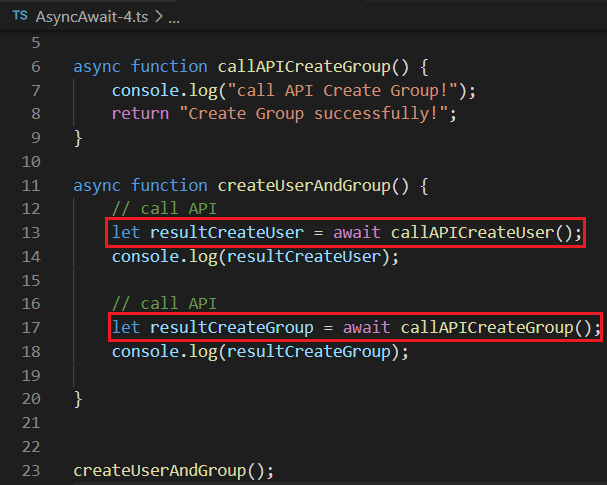 TS AsyncAwait-4.ts > ...
5
6 async function callAPICreateGroup() {
7     console.log("call API Create Group!");
8     return "Create Group successfully!";
9 }
10
11 async function createUserAndGroup() {
12     // call API
13     let resultCreateUser = await callAPICreateUser();
14     console.log(resultCreateUser);
15
16     // call API
17     let resultCreateGroup = await callAPICreateGroup();
18     console.log(resultCreateGroup);
19
20 }
21
22
23 createUserAndGroup();